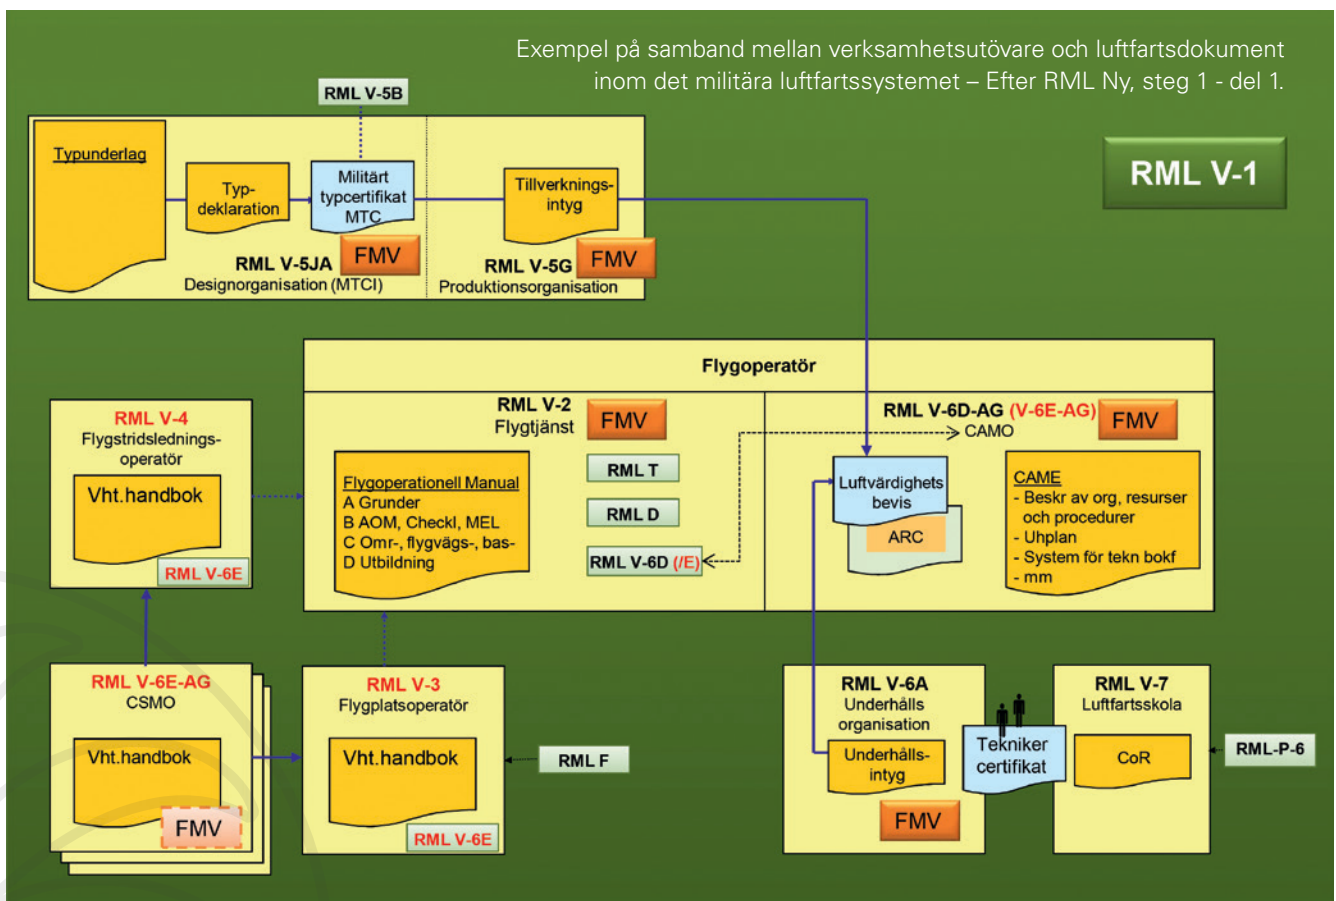 Exempel på samband mellan verksamhetsutövare och luftfartsdokument
inom det militära luftfartssystemet – Efter RML Ny, steg 1 - del 1.
RML V-1
RML V-5B
Typunderlag
Typ-
deklaration
Militärt
typcertifikat
MTC
FMV
RML V-5JA
Designorganisation (MTCI)
Tillverknings-
intyg
FMV
RML V-5G
Produktionsorganisation
Flygoperatör
RML V-2
Flygtjänst
FMV
Flygoperationell Manual
A Grunder
B AOM, Checkl, MEL
C Omr-, flygvägs-, bas-
D Utbildning
RML T
RML D
RML V-6D (/E)
RML V-6D-AG (V-6E-AG)
CAMO
FMV
Luftvärdighets
bevis
ARC
CAME
- Beskr av org, resurser
och procedurer
- Uhplan
- System för tekn bokf
- mm
RML V-4
Flygstridslednings-
operatör
Vht.handbok
RML V-6E
RML V-6E-AG
CSMO
Vht.handbok
FMV
RML V-3
Flygplatsoperatör
Vht.handbok
RML V-6E
RML F
RML V-6A
Underhålls
organisation
Underhålls-
intyg
FMV
Tekniker
certifikat
RML V-7
Luftfartsskola
CoR
RML-P-6